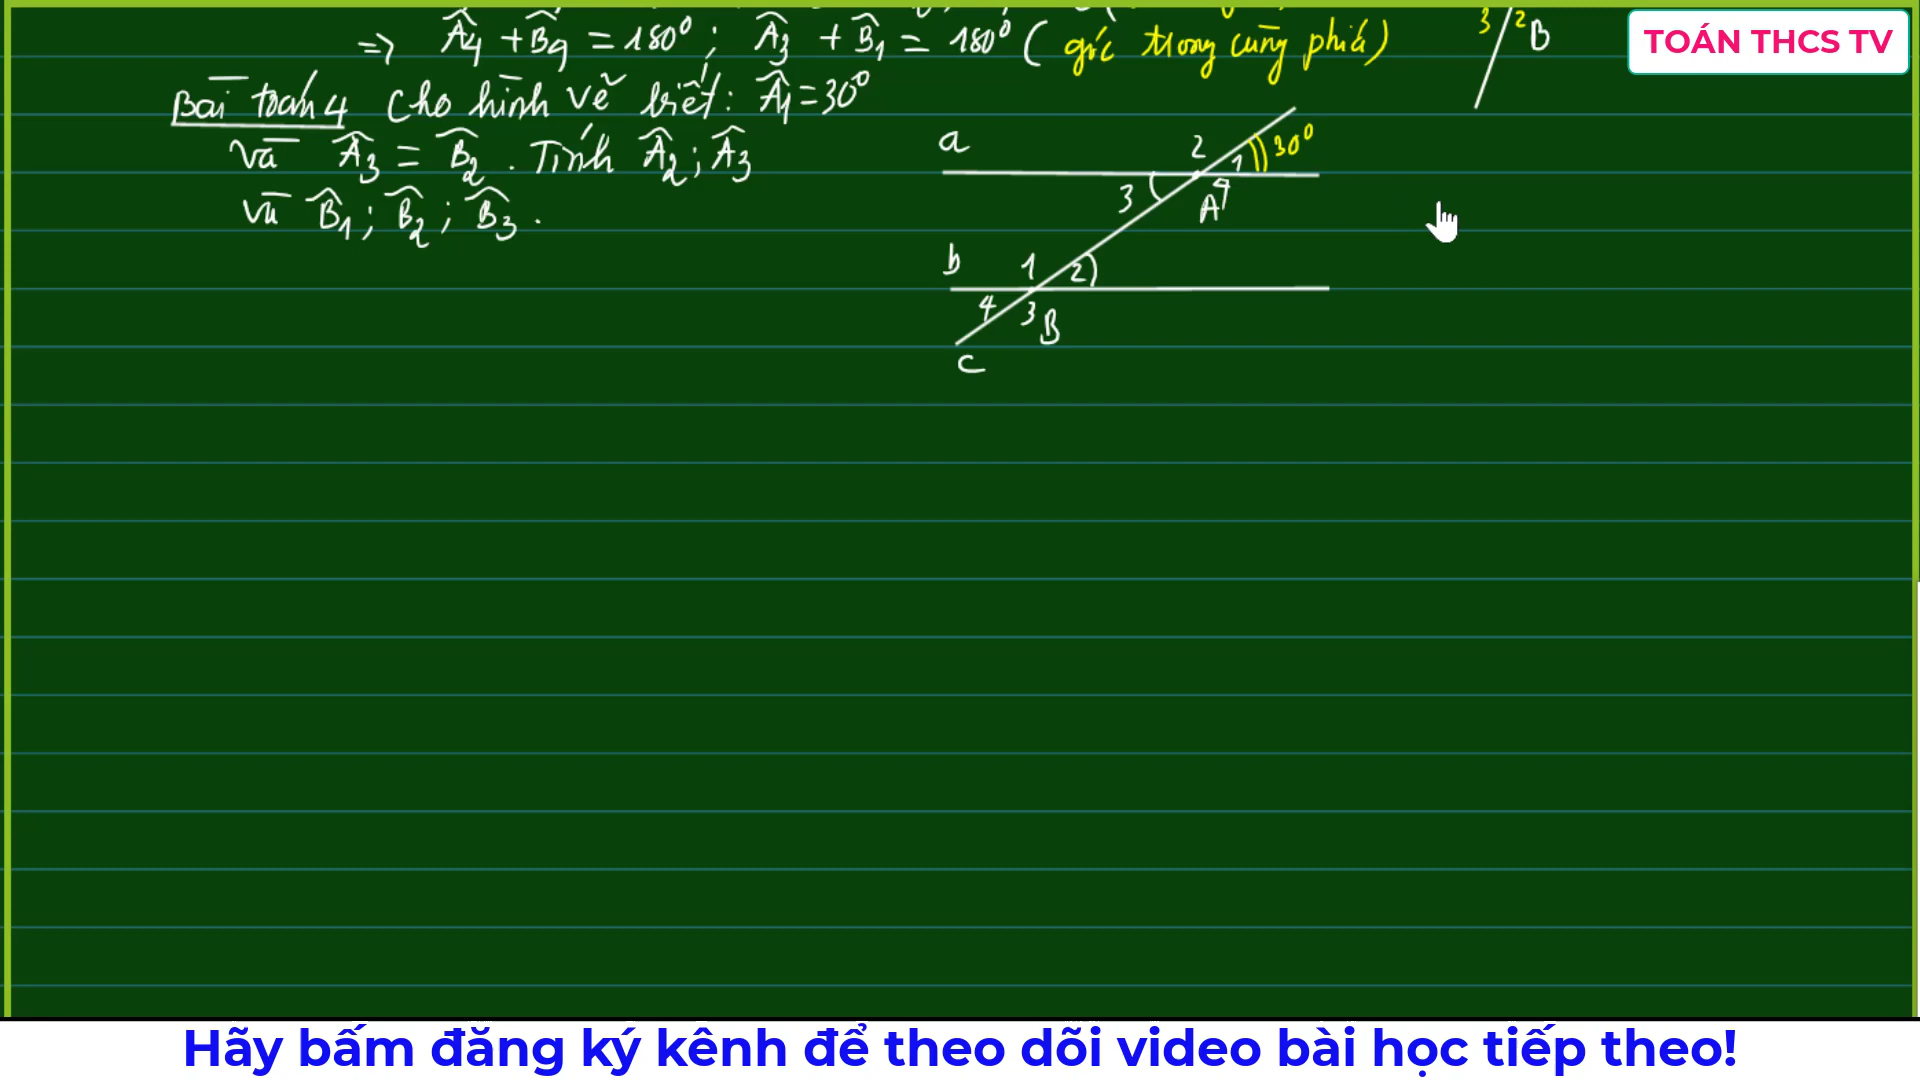 => Â4 + B̂4 = 180⁰ ; Â3 + B̂1 = 180⁰ ( góc trong cùng phía )
3 2 B
TOÁN THCS TV
Bài toán 4 Cho hình vẽ biết: Â1 = 30⁰
và Â3 = B̂2 . Tính Â2 ; Â3
và B̂1 ; B̂2 ; B̂3 .
a 2 1 30⁰
3 A 4
b 1 2
4 3 B
c
Hãy bấm đăng ký kênh để theo dõi video bài học tiếp theo!